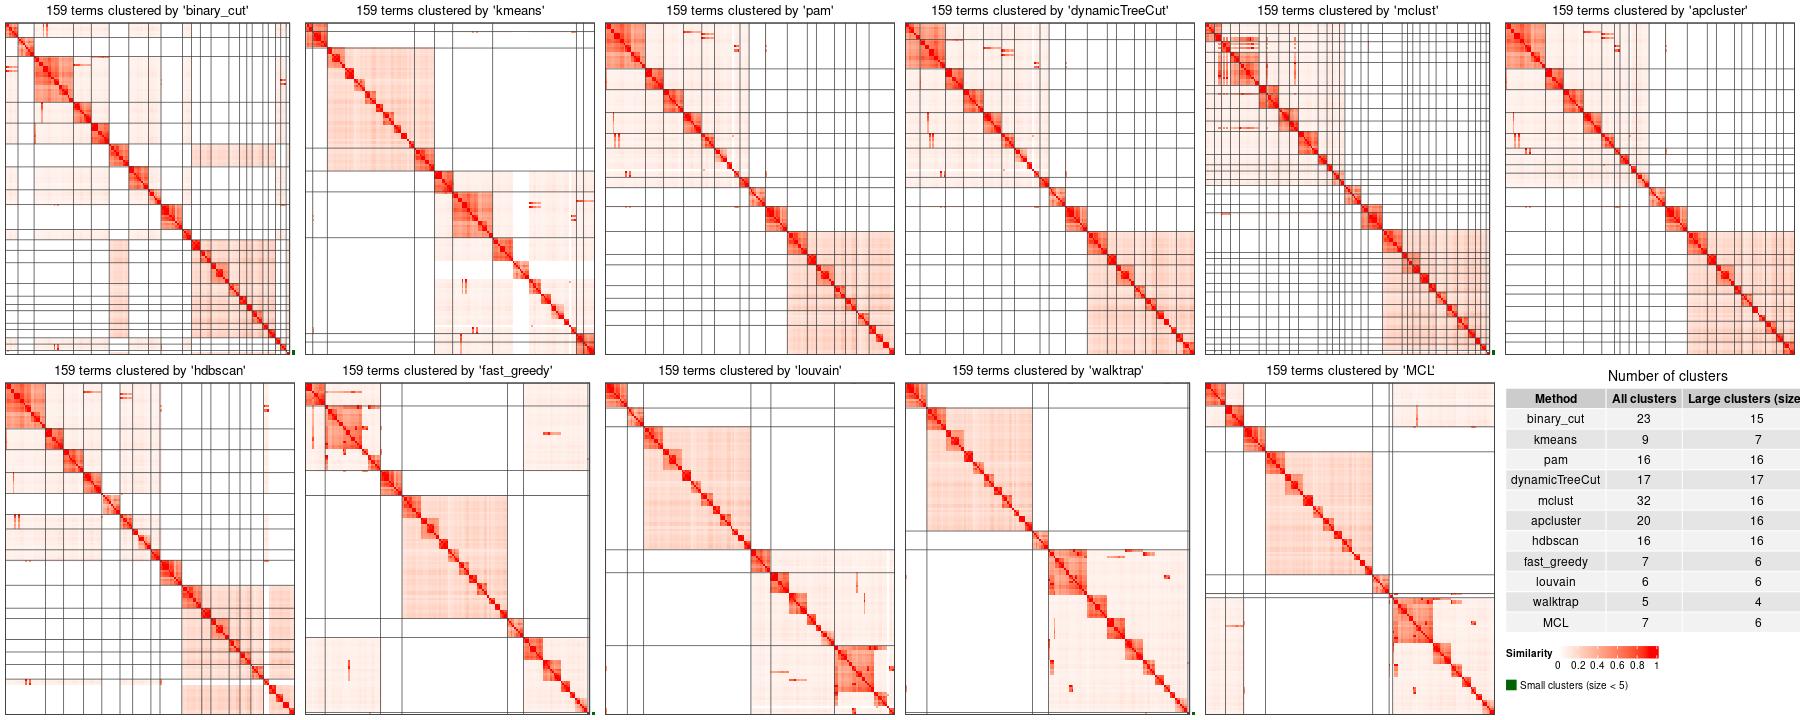 159 terms clustered by 'binary_cut'
159 terms clustered by 'kmeans'
159 terms clustered by 'pam'
159 terms clustered by 'dynamicTreeCut'
159 terms clustered by 'mclust'
159 terms clustered by 'apcluster'
159 terms clustered by 'hdbscan'
159 terms clustered by 'fast_greedy'
159 terms clustered by 'louvain'
159 terms clustered by 'walktrap'
159 terms clustered by 'MCL'
Number of clusters
Method All clusters Large clusters (size
binary_cut 23 15
kmeans 9 7
pam 16 16
dynamicTreeCut 17 17
mclust 32 16
apcluster 20 16
hdbscan 16 16
fast_greedy 7 6
louvain 6 6
walktrap 5 4
MCL 7 6
Similarity
0 0.2 0.4 0.6 0.8 1
Small clusters (size < 5)